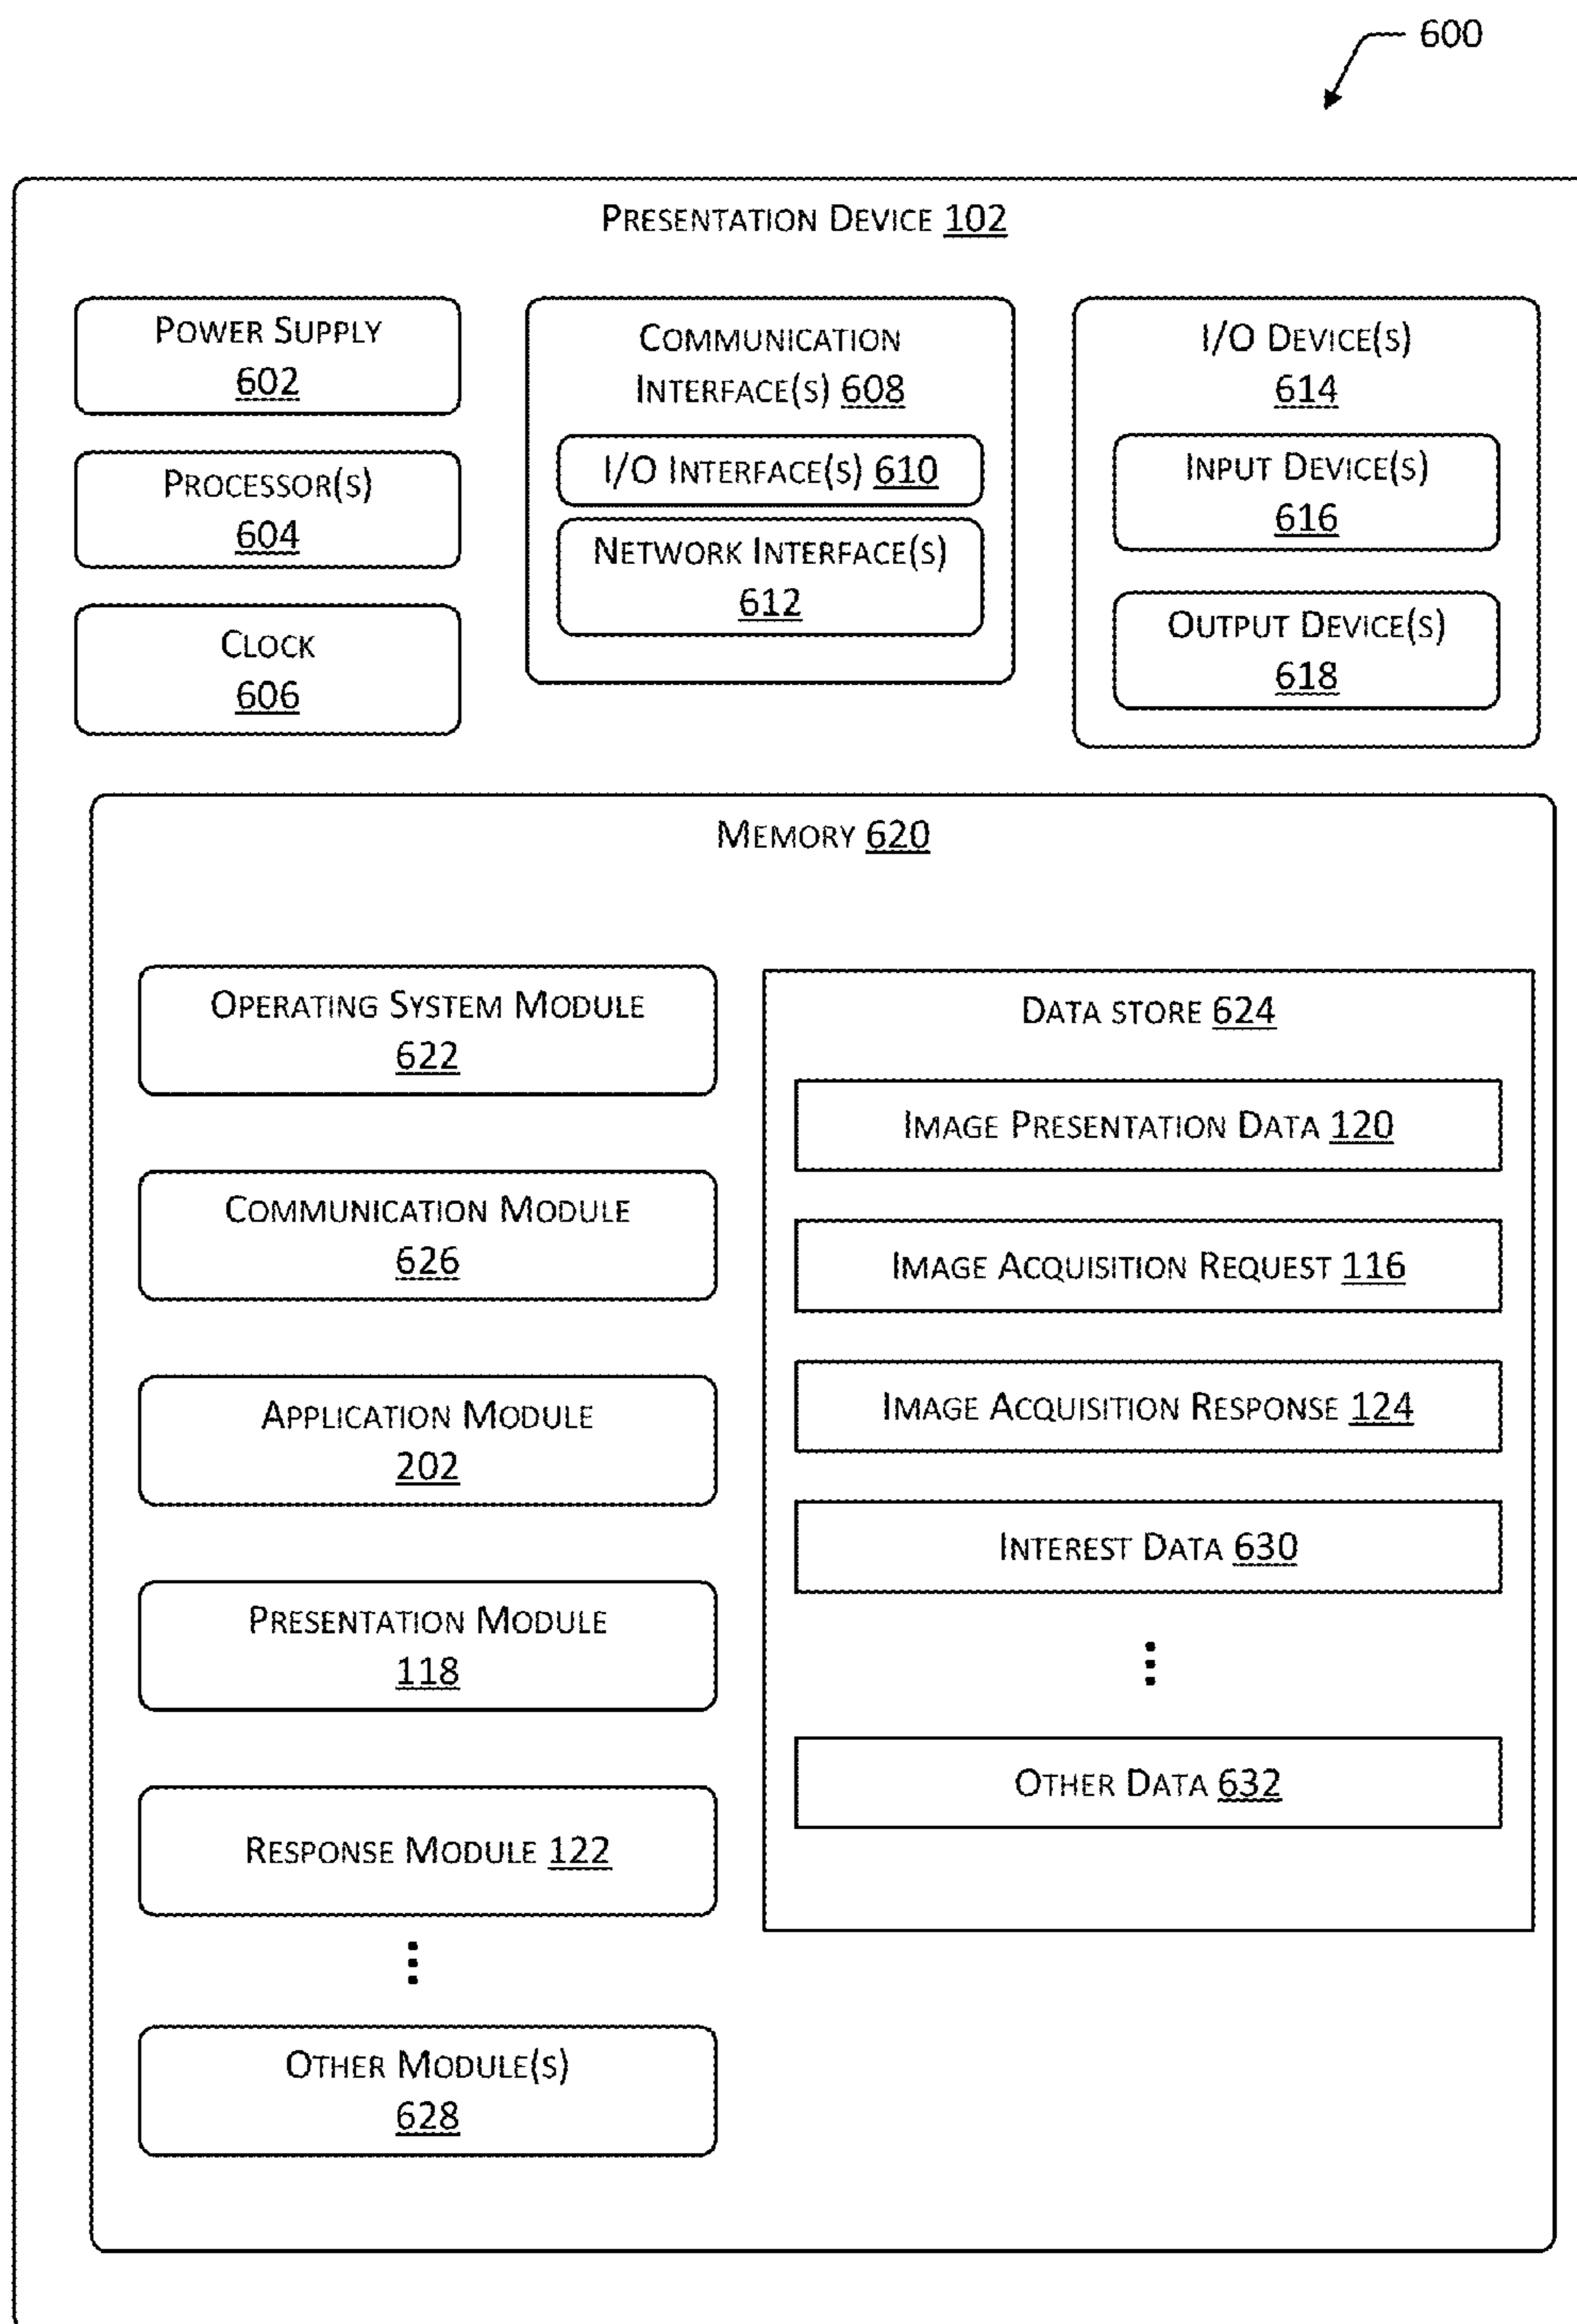 600
Presentation Device 102
Power Supply
602
Processor(s)
604
Clock
606
Communication
Interface(s) 608
I/O Interface(s) 610
Network Interface(s)
612
I/O Device(s)
614
Input Device(s)
616
Output Device(s)
618
Memory 620
Operating System Module
622
Communication Module
626
Application Module
202
Presentation Module
118
Response Module 122
Other Module(s)
628
Data store 624
Image Presentation Data 120
Image Acquisition Request 116
Image Acquisition Response 124
Interest Data 630
Other Data 632